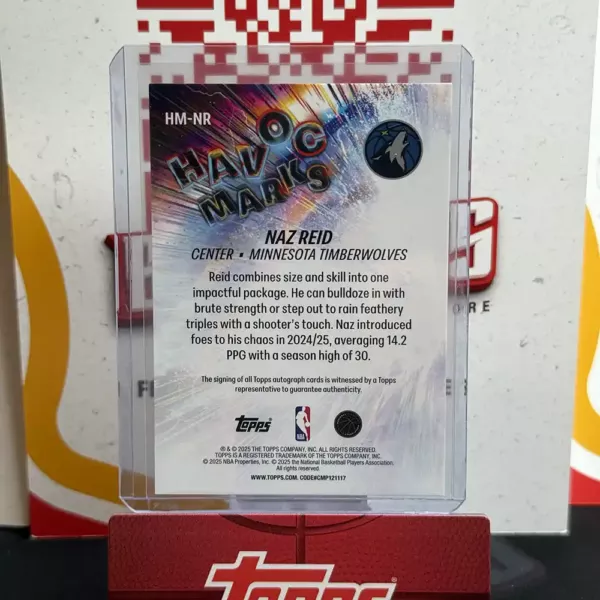 HM-NR
HAVOC
MARKS
NAZ REID
CENTER • MINNESOTA TIMBERWOLVES
Reid combines size and skill into one
impactful package. He can bulldoze in with
brute strength or step out to rain feathery
triples with a shooter's touch. Naz introduced
foes to his chaos in 2024/25, averaging 14.2
PPG with a season high of 30.
The signing of all Topps autograph cards is witnessed by a Topps
representative to guarantee authenticity.
Topps
NBA
® & © 2025 THE TOPPS COMPANY, INC. ALL RIGHTS RESERVED.
TOPPS IS A REGISTERED TRADEMARK OF THE TOPPS COMPANY, INC.
© 2025 NBA Properties, Inc. © 2025 the National Basketball Players Association.
All rights reserved.
WWW.TOPPS.COM. CODE#CMP121117
Topps